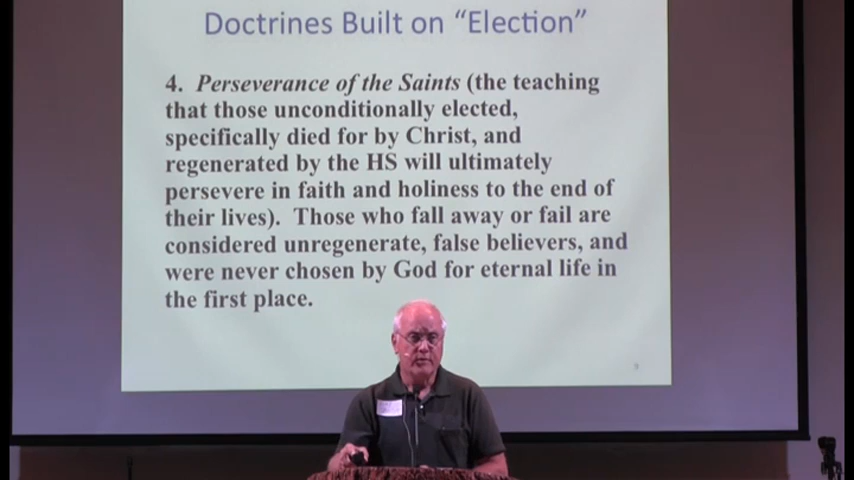 Doctrines Built on “Election”
4. Perseverance of the Saints (the teaching
that those unconditionally elected,
specifically died for by Christ, and
regenerated by the HS will ultimately
persevere in faith and holiness to the end of
their lives). Those who fall away or fail are
considered unregenerate, false believers, and
were never chosen by God for eternal life in
the first place.
9